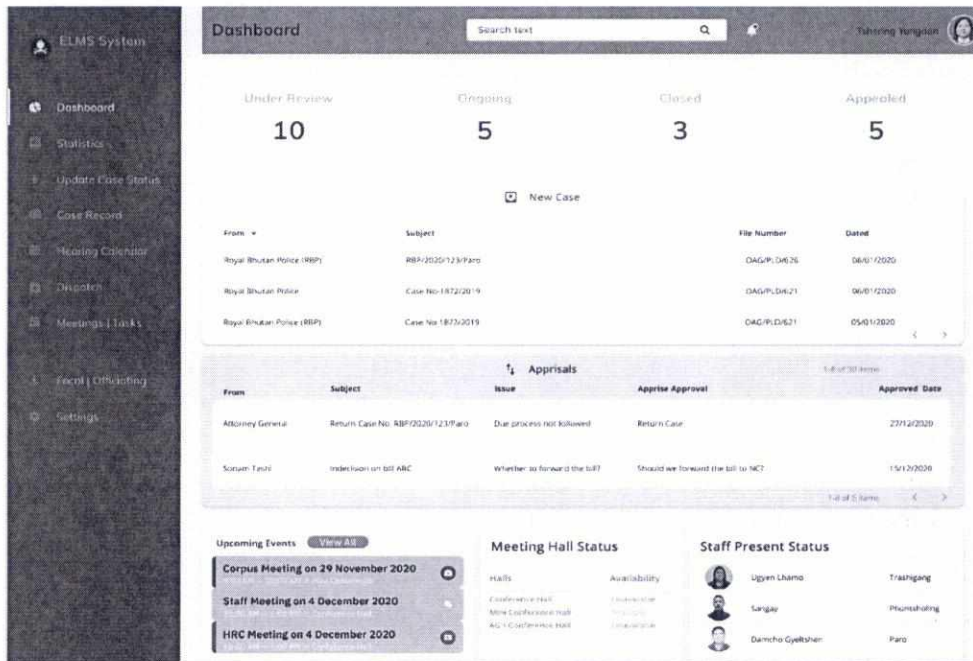 ELMS System
Dashboard
Statistics
Update Case Status
Case Record
Hearing Calendar
Dispatch
Meetings | Tasks
Focal | Officiating
Settings
Dashboard
Search text
Under Review
10
Ongoing
5
Closed
3
Appealed
5
New Case
From Subject File Number Dated
Royal Bhutan Police (RBP) RBP/2020/123/Paro OAG/PLD/626 06/01/2020
Royal Bhutan Police Case No-1872/2019 OAG/PLD/621 06/01/2020
Royal Bhutan Police (RBP) Case No 1872/2019 OAG/PLD/621 05/01/2020
Apprisals
From Subject Issue Apprise Approval Approved Date
Attorney General Return Case No. RBP/2020/123/Paro Due process not followed Return Case 27/12/2020
Sonam Tashi Indecision on bill ABC Whether to forward the bill? Should we forward the bill to NC? 15/12/2020
Upcoming Events View All
Corpus Meeting on 29 November 2020
Staff Meeting on 4 December 2020
HRC Meeting on 4 December 2020
Meeting Hall Status
Halls Availability
Conference Hall
Mini Conference Hall
Conference Hall
Staff Present Status
Ugyen Lhamo Trashigang
Sangay Phuntsholing
Damcho Gyeltshen Paro